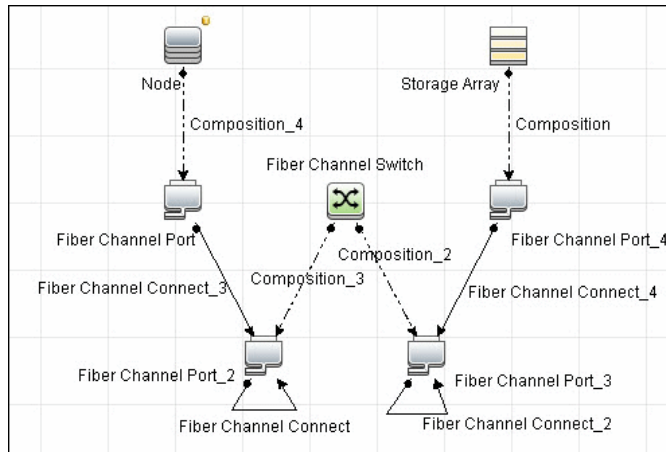 Node
Storage Array
Composition_4
Composition
Fiber Channel Switch
Fiber Channel Port
Fiber Channel Port_4
Composition_2
Composition_3
Fiber Channel Connect_3
Fiber Channel Connect_4
Fiber Channel Port_2
Fiber Channel Port_3
Fiber Channel Connect
Fiber Channel Connect_2